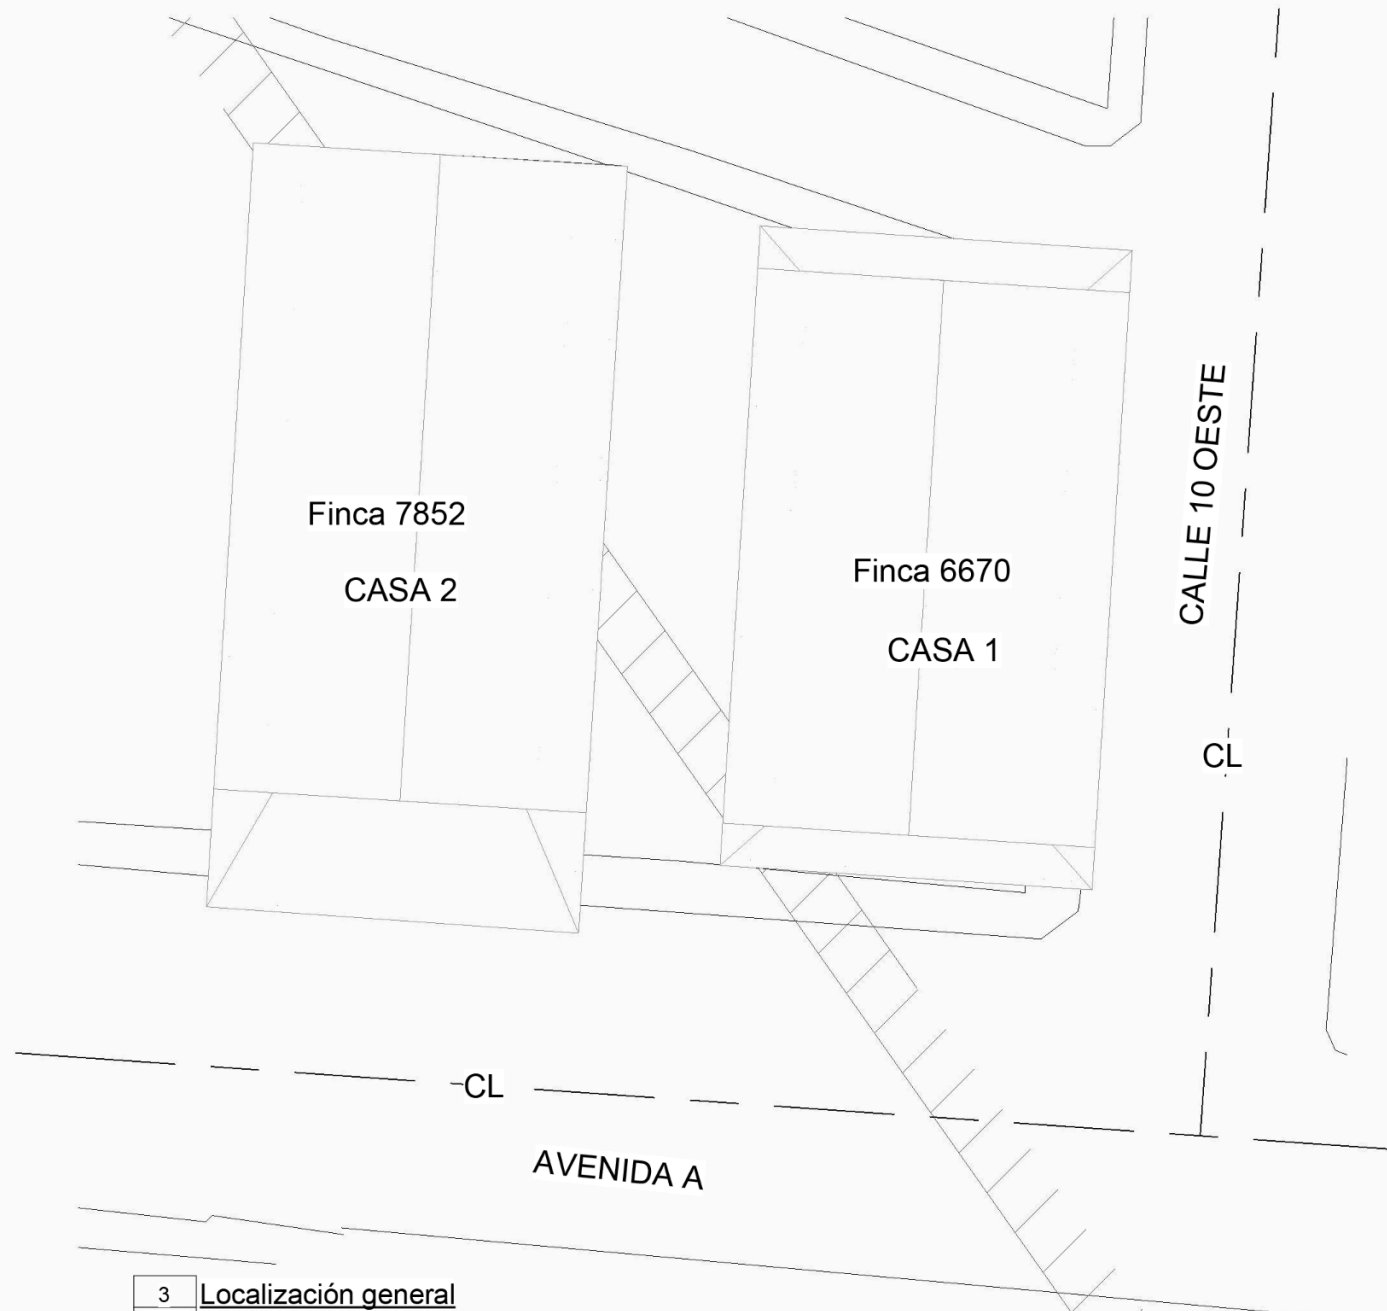 CALLE 10 OESTE
Finca 7852
CASA 2
Finca 6670
CASA 1
CL
CL
AVENIDA A
3 Localización general